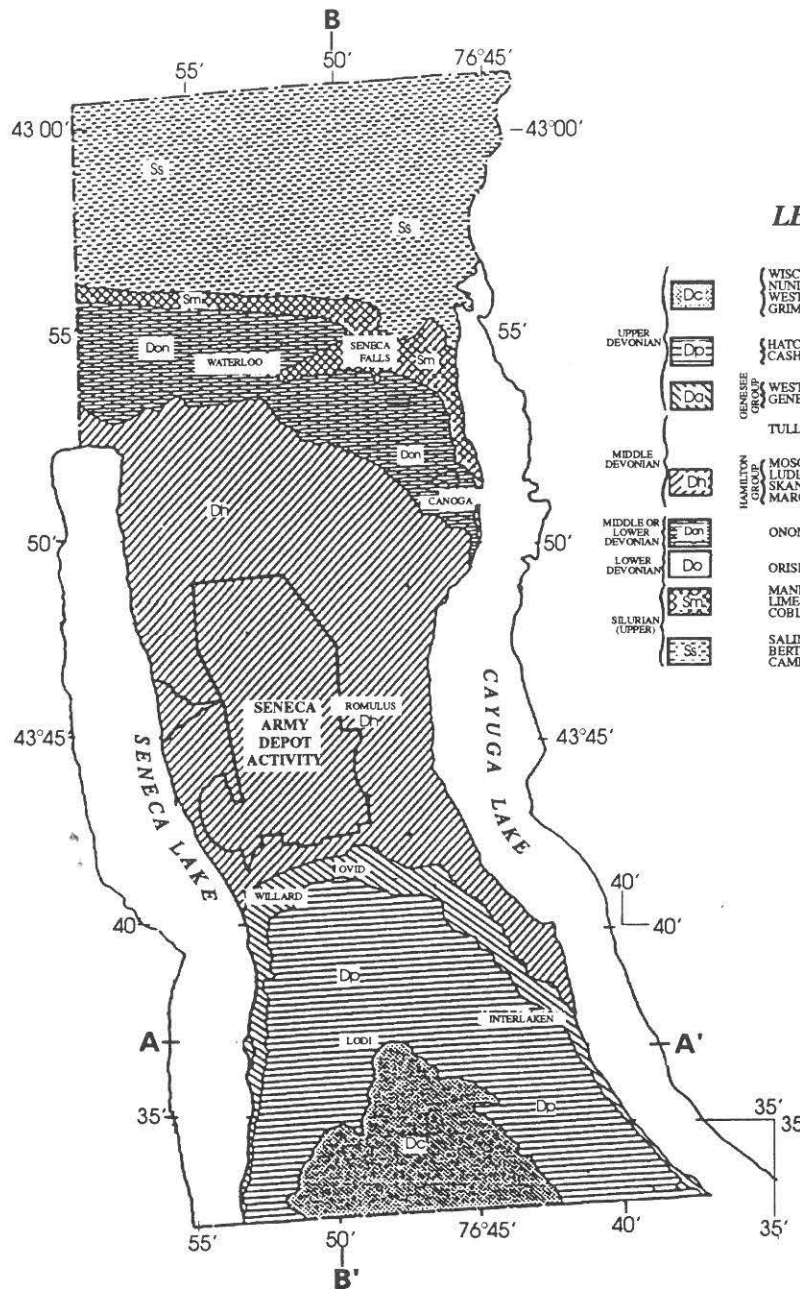 B
55′
50′
76°45′
43 00′
43°00′
Ss
Ss
Sm
55′
55′
Don
WATERLOO
SENECA
FALLS
Sm
Don
CANOGA
50′
50′
Dh
SENECA
ARMY
DEPOT
ACTIVITY
ROMULUS
Dh
43°45′
43°45′
SENECA LAKE
CAYUGA LAKE
OVID
WILLARD
40′
40′
40′
Dp
INTERLAKEN
LODI
A
A'
Dp
35′
35′
35
Dc
55′
50′
76°45′
40′
35′
B'
LE
UPPER
DEVONIAN
Dc
WISC
NUND
WEST
GRIM
Dp
HATC
CASH
Da
GENESEE
GROUP
WEST
GENE
TULL
MIDDLE
DEVONIAN
Dh
HAMILTON
GROUP
MOSC
LUDL
SKAN
MARC
MIDDLE OR
LOWER
DEVONIAN
Don
ONON
LOWER
DEVONIAN
Do
ORISK
SILURIAN
(UPPER)
Sm
MANL
LIME
COBL
Ss
SALIN
BERT
CAMI